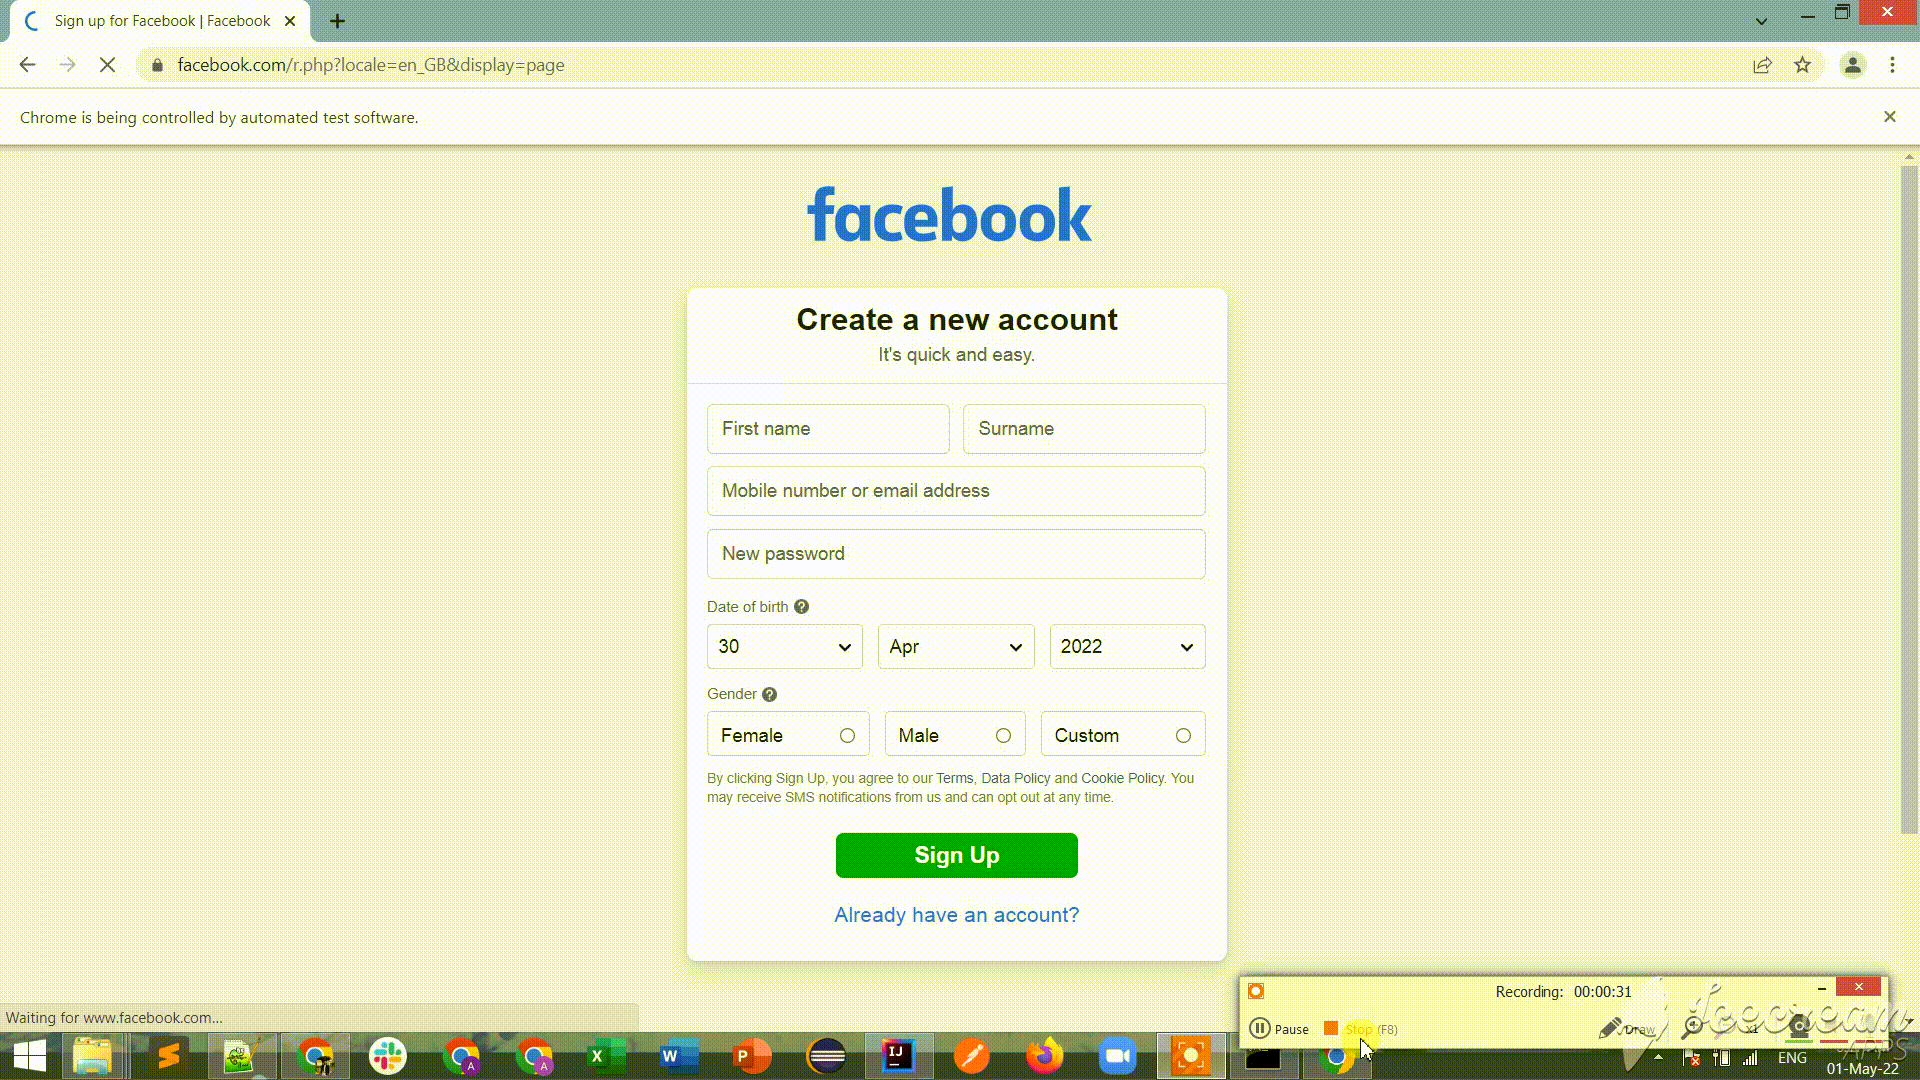 Sign up for Facebook | Facebook
facebook.com/r.php?locale=en_GB&display=page
Chrome is being controlled by automated test software.
facebook
Create a new account
It's quick and easy.
First name
Surname
Mobile number or email address
New password
Date of birth ?
30
Apr
2022
Gender ?
Female
Male
Custom
By clicking Sign Up, you agree to our Terms, Data Policy and Cookie Policy. You
may receive SMS notifications from us and can opt out at any time.
Sign Up
Already have an account?
Recording: 00:00:31
Waiting for www.facebook.com...
Pause
Stop (F8)
Draw
x1
Icecream
APPS
S
A
A
X
W
P
IJ
ENG
01-May-22